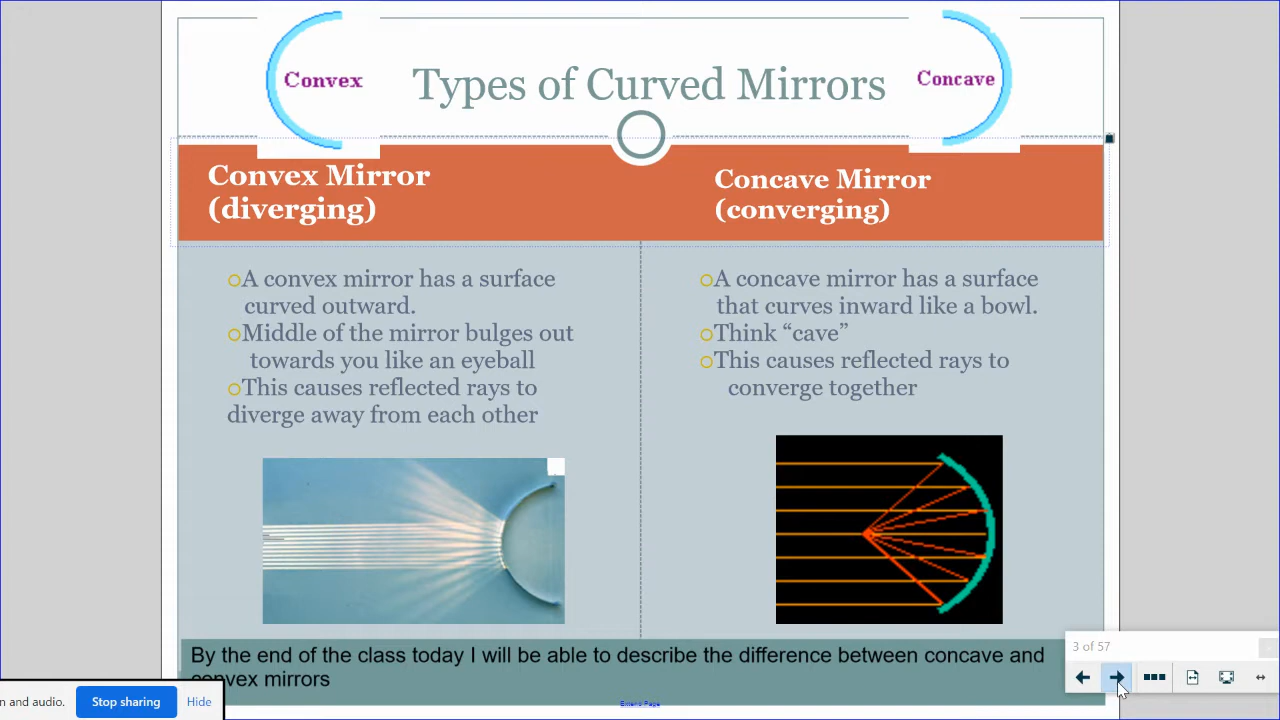 Convex
Types of Curved Mirrors
Concave
Convex Mirror
(diverging)
Concave Mirror
(converging)
A convex mirror has a surface
curved outward.
Middle of the mirror bulges out
towards you like an eyeball
This causes reflected rays to
diverge away from each other
A concave mirror has a surface
that curves inward like a bowl.
Think “cave”
This causes reflected rays to
converge together
By the end of the class today I will be able to describe the difference between concave and
convex mirrors
3 of 57
n and audio.
Stop sharing
Hide
Extend Page